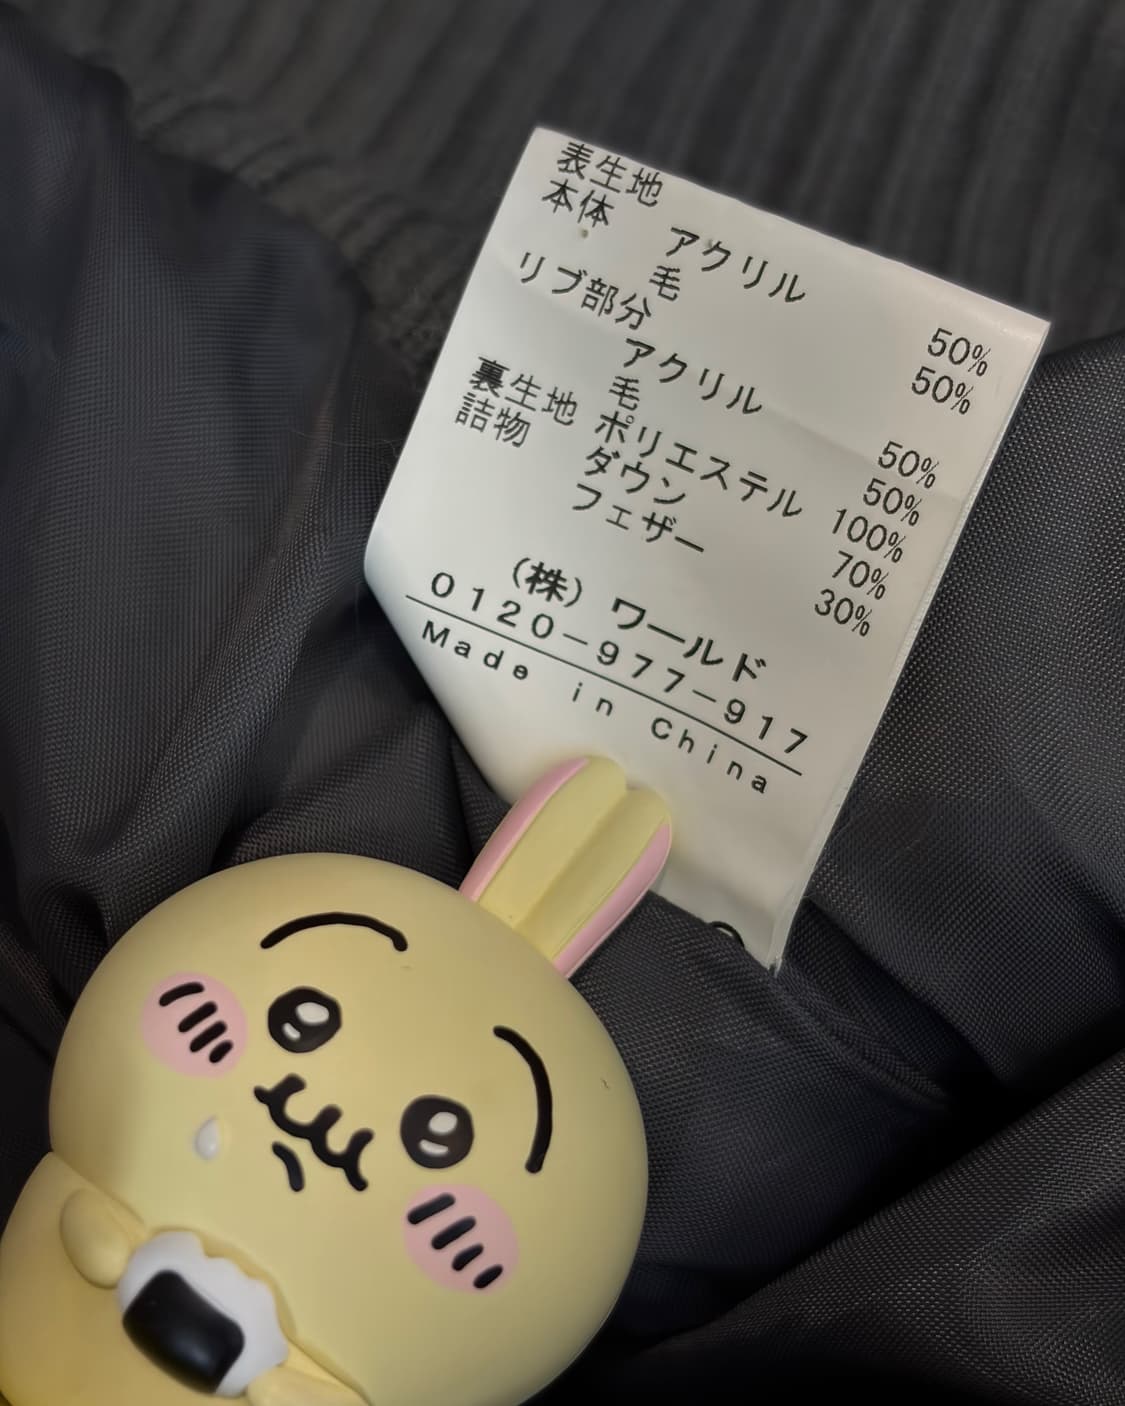 表生地
本体
アクリル 50%
毛 50%
リブ部分
アクリル 50%
毛 50%
裏生地 ポリエステル 100%
詰物 ダウン 70%
フェザー 30%
(株) ワールド
0120-977-917
Made in China